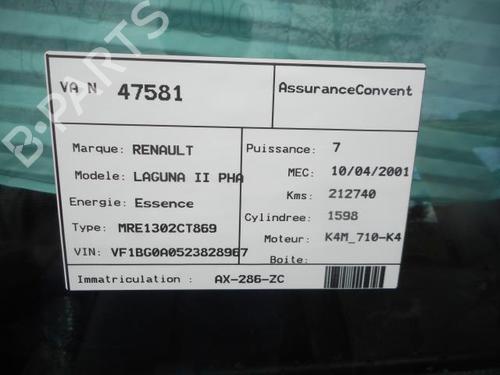 VA N 47581
AssuranceConvent
Marque: RENAULT
Modele: LAGUNA II PHA
Energie: Essence
Type: MRE1302CT869
VIN: VF1BG0A0523828967
Puissance: 7
MEC: 10/04/2001
Kms: 212740
Cylindree: 1598
Moteur: K4M_710-K4
Boite:
Immatriculation : AX-286-ZC
B-PARTS